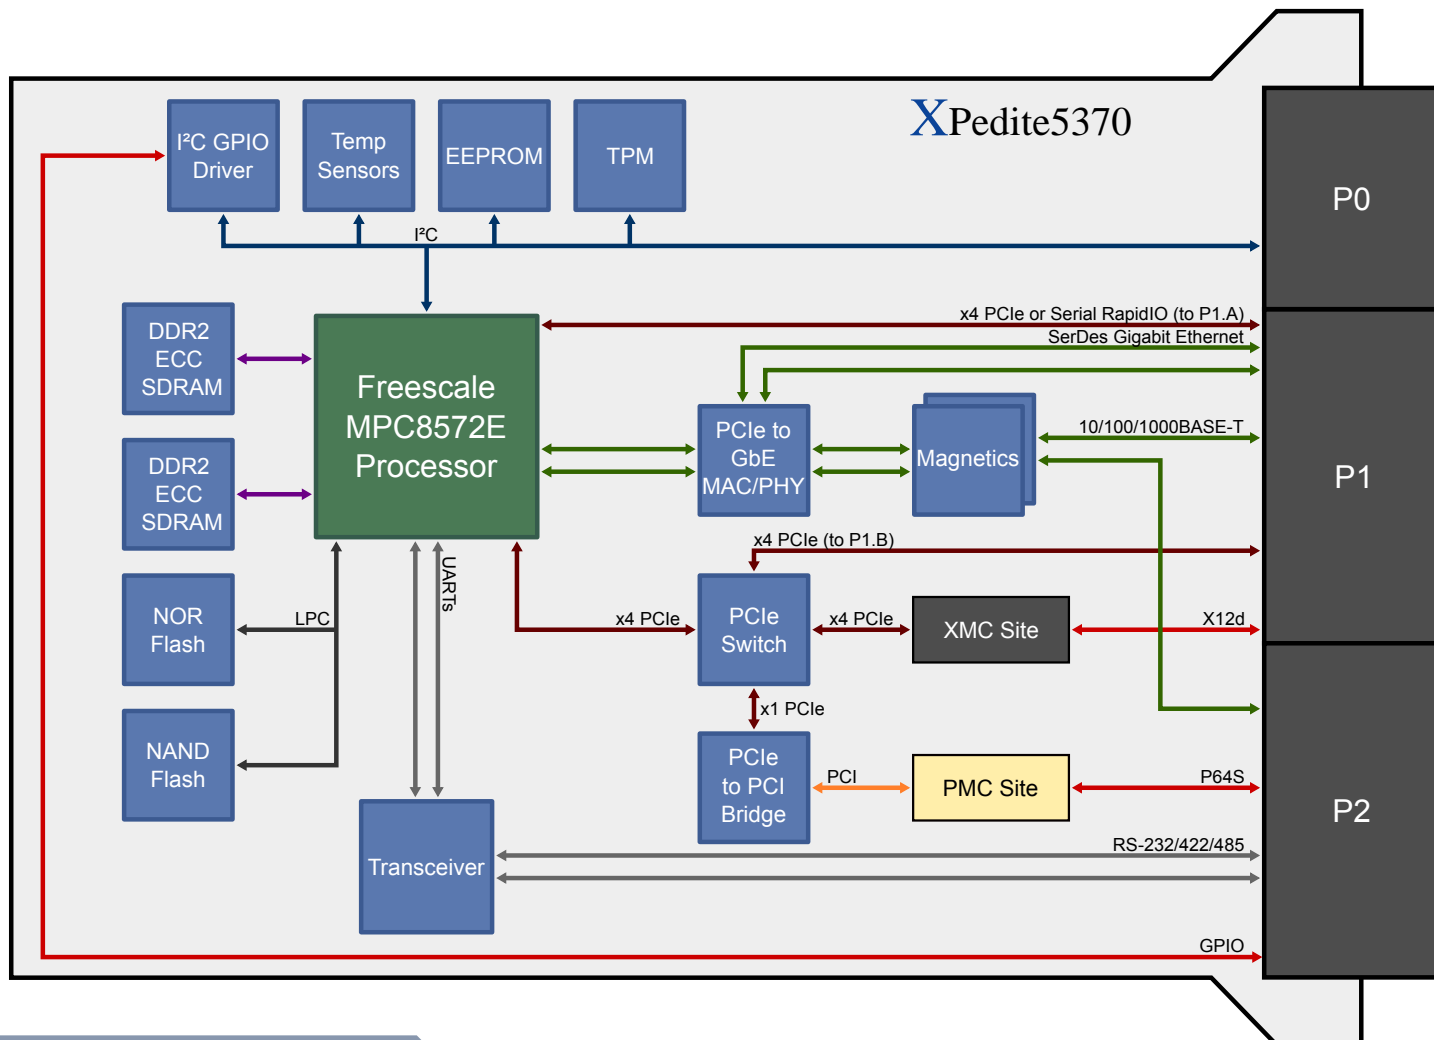 XPedite5370
I²C GPIO
Driver
Temp
Sensors
EEPROM
TPM
P0
I²C
DDR2
ECC
SDRAM
x4 PCIe or Serial RapidIO (to P1.A)
SerDes Gigabit Ethernet
Freescale
MPC8572E
Processor
PCIe to
GbE
MAC/PHY
Magnetics
10/100/1000BASE-T
P1
DDR2
ECC
SDRAM
x4 PCIe (to P1.B)
UARTs
NOR
Flash
LPC
x4 PCIe
PCIe
Switch
x4 PCIe
XMC Site
X12d
x1 PCIe
NAND
Flash
PCIe
to PCI
Bridge
PCI
PMC Site
P64S
P2
Transceiver
RS-232/422/485
GPIO